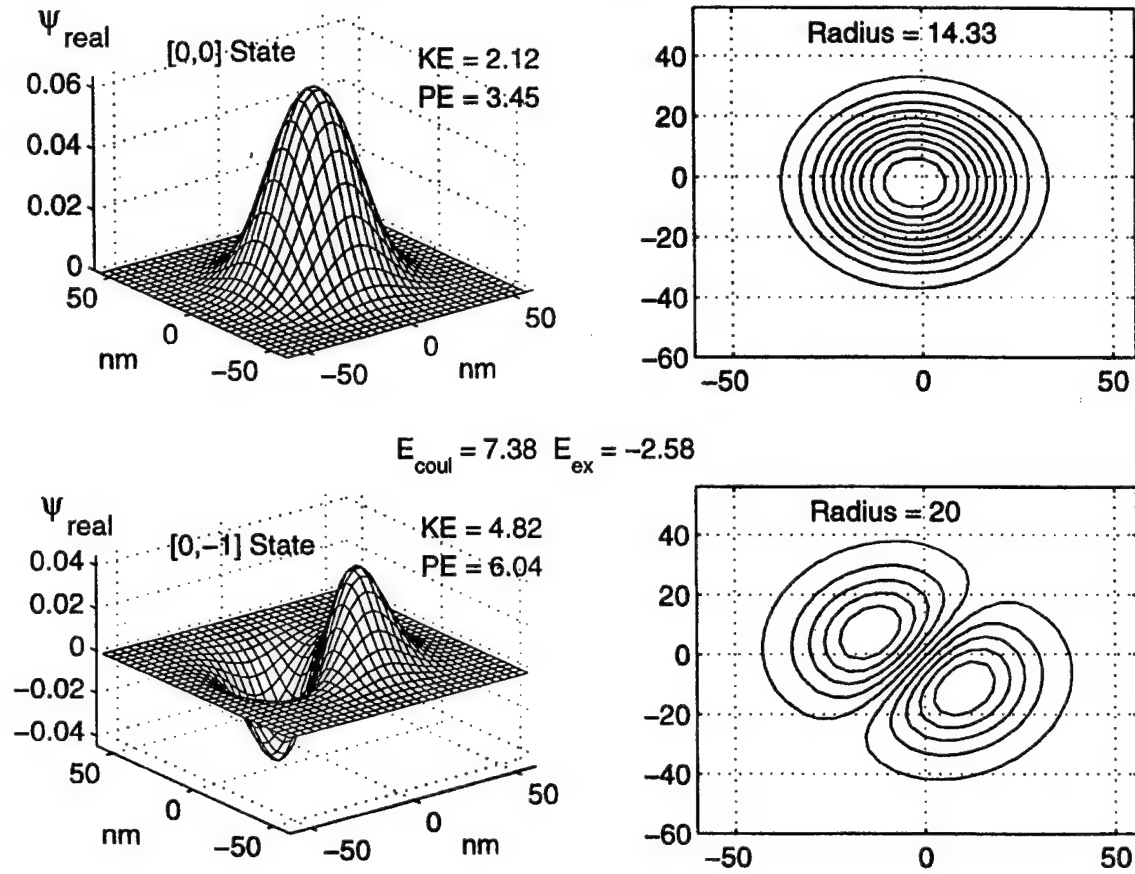 Ψreal
[0,0] State
KE = 2.12
PE = 3.45
0.06
0.04
0.02
0
50
0
−50
nm
−50
0
50
nm
Radius = 14.33
40
20
0
−20
−40
−60
−50
0
50
Ecoul = 7.38 Eex = −2.58
Ψreal
[0,−1] State
KE = 4.82
PE = 6.04
0.04
0.02
0
−0.02
−0.04
50
0
−50
nm
−50
0
50
nm
Radius = 20
40
20
0
−20
−40
−60
−50
0
50